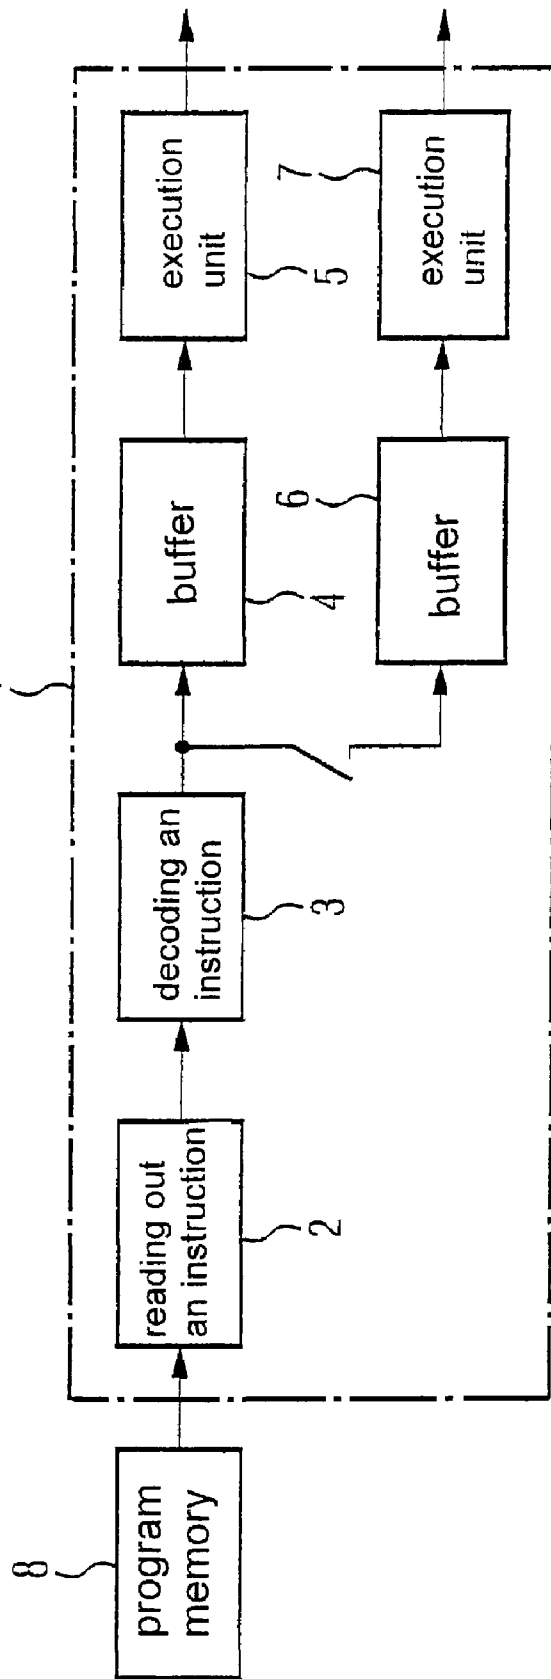 8
program
memory
reading out
an instruction
2
decoding an
instruction
3
buffer
4
execution
unit
5
buffer
6
execution
unit
7